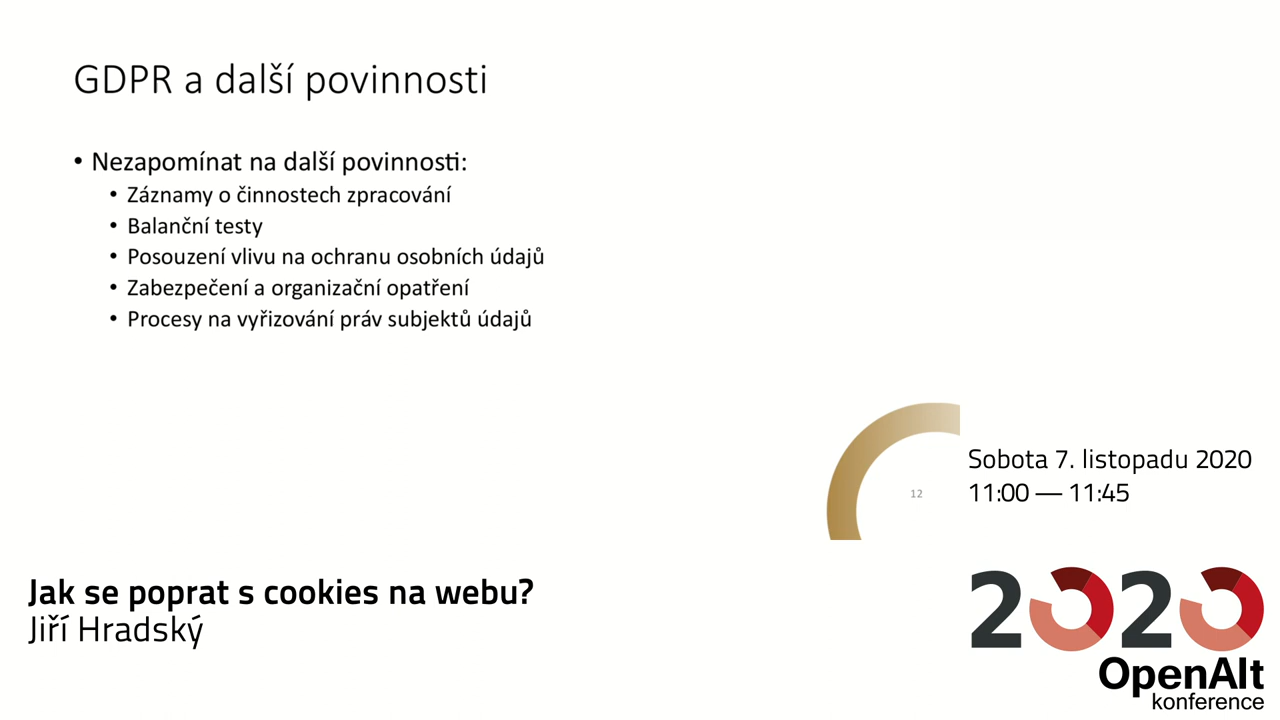 GDPR a další povinnosti
• Nezapomínat na další povinnosti:
• Záznamy o činnostech zpracování
• Balanční testy
• Posouzení vlivu na ochranu osobních údajů
• Zabezpečení a organizační opatření
• Procesy na vyřizování práv subjektů údajů
12
Sobota 7. listopadu 2020
11:00 — 11:45
Jak se poprat s cookies na webu?
Jiří Hradský
2020
OpenAlt
konference